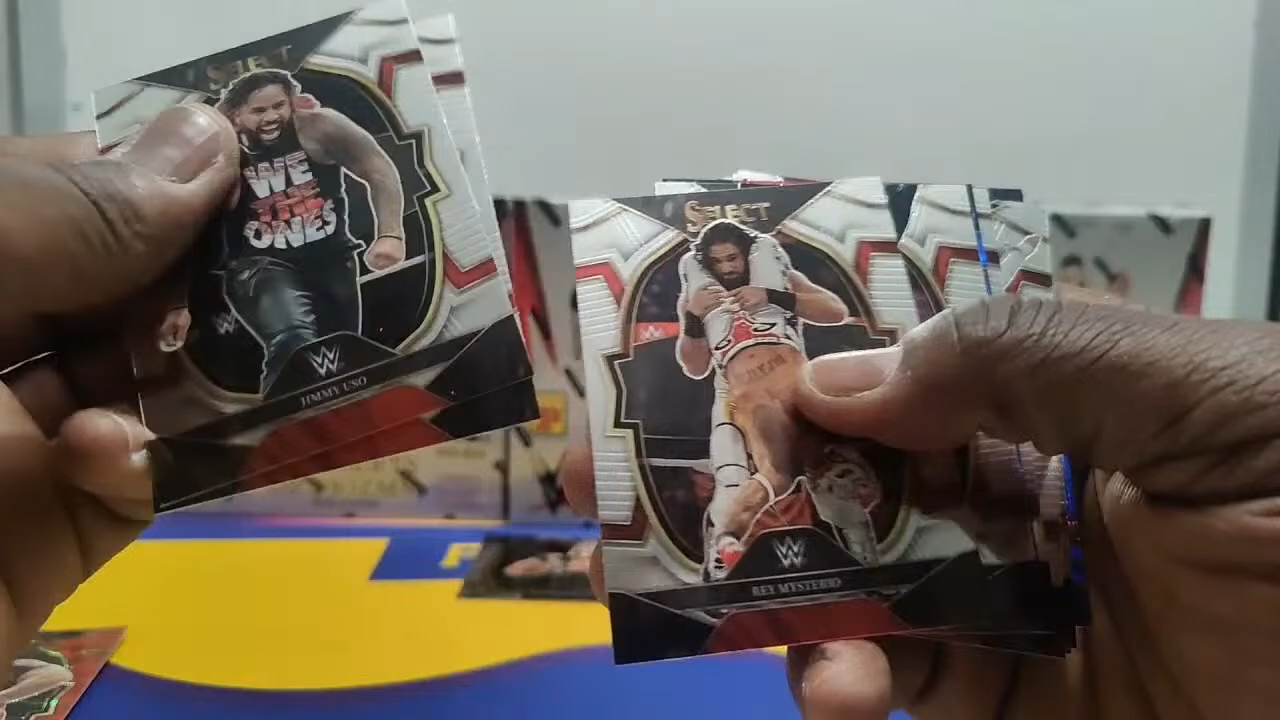 SELECT
WE
THE
ONES
W
JIMMY USO
SELECT
W
REY MYSTERIO